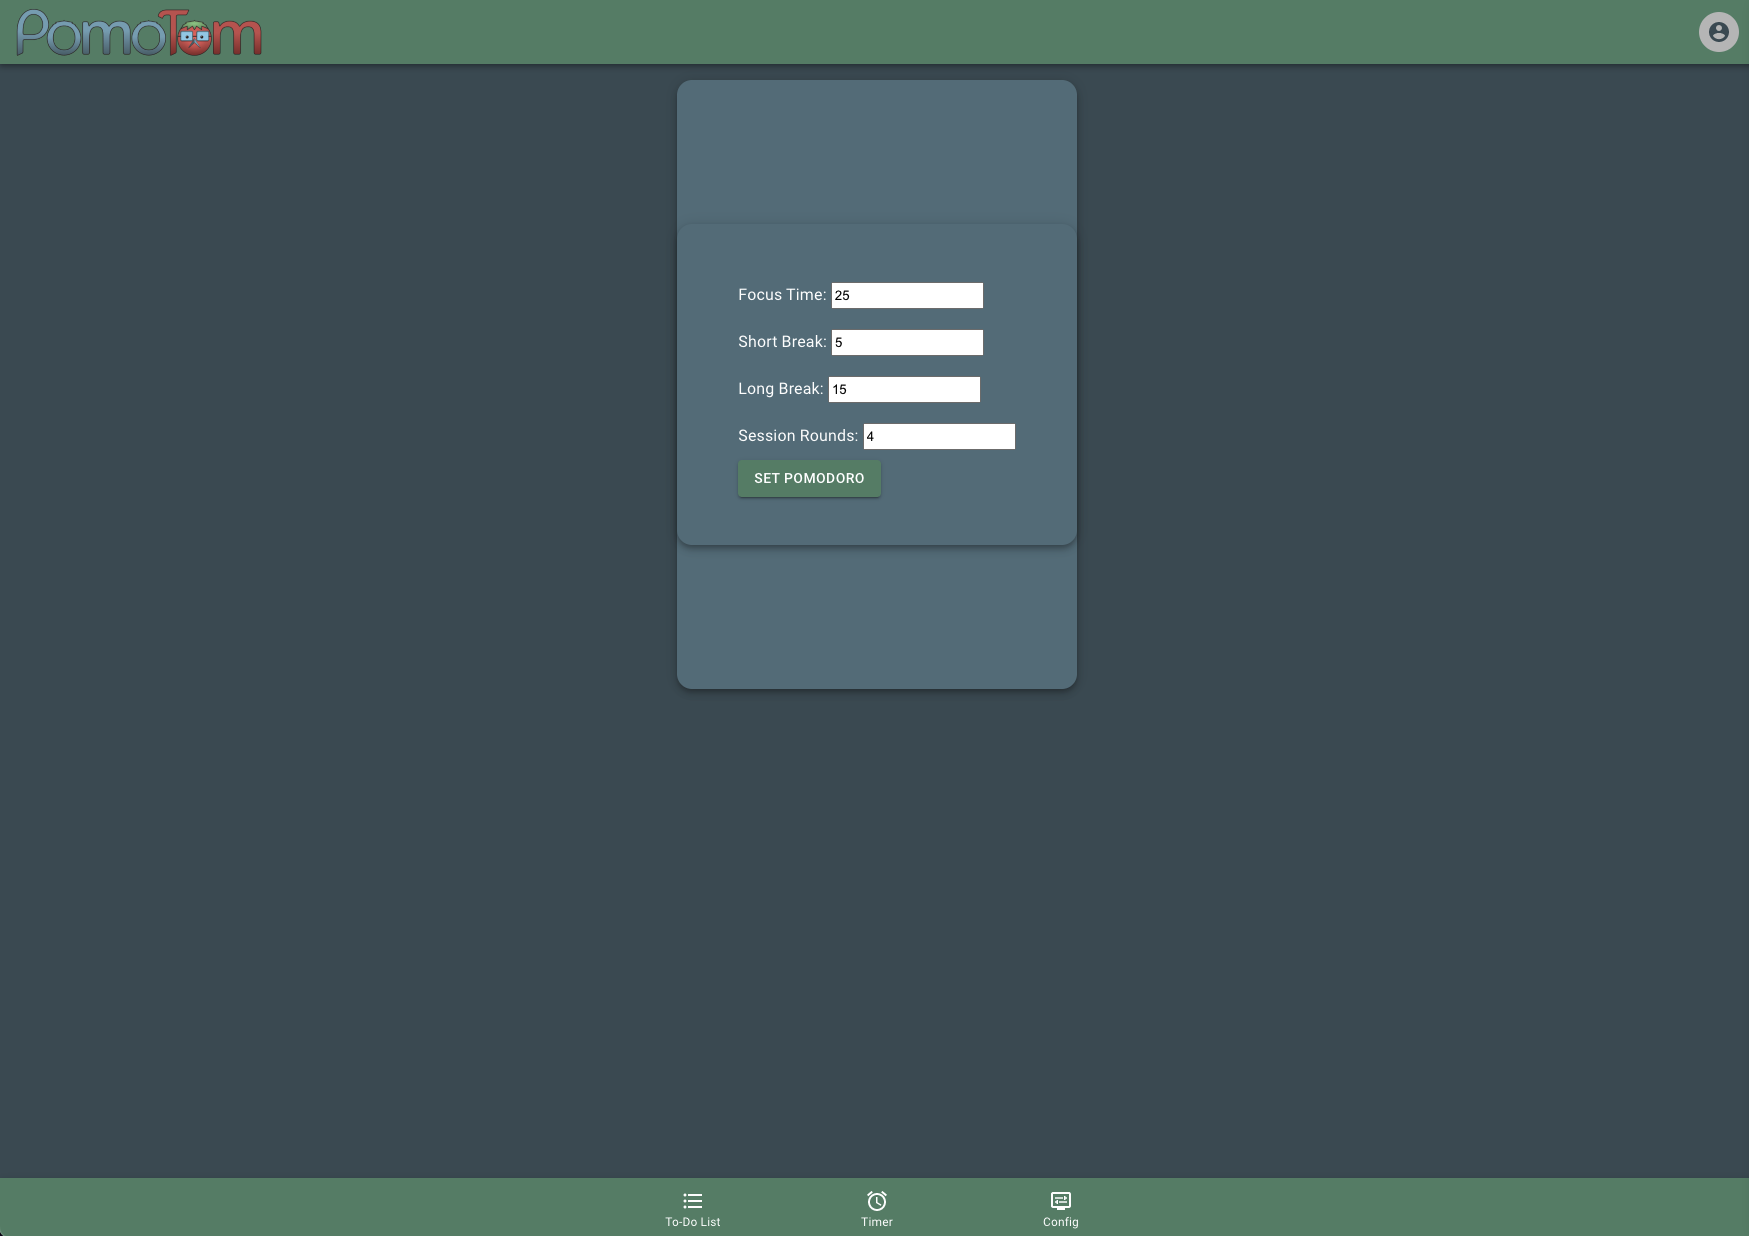 PomoTom
Focus Time: 25
Short Break: 5
Long Break: 15
Session Rounds: 4
SET POMODORO
To-Do List
Timer
Config